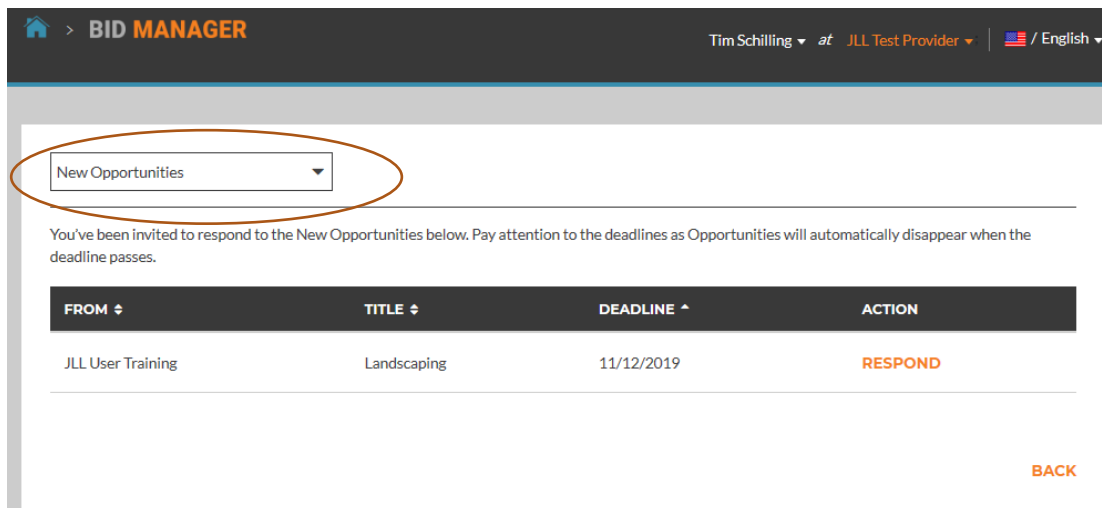 > BID MANAGER
Tim Schilling at JLL Test Provider / English
New Opportunities
You've been invited to respond to the New Opportunities below. Pay attention to the deadlines as Opportunities will automatically disappear when the
deadline passes.
FROM TITLE DEADLINE ACTION
JLL User Training Landscaping 11/12/2019 RESPOND
BACK